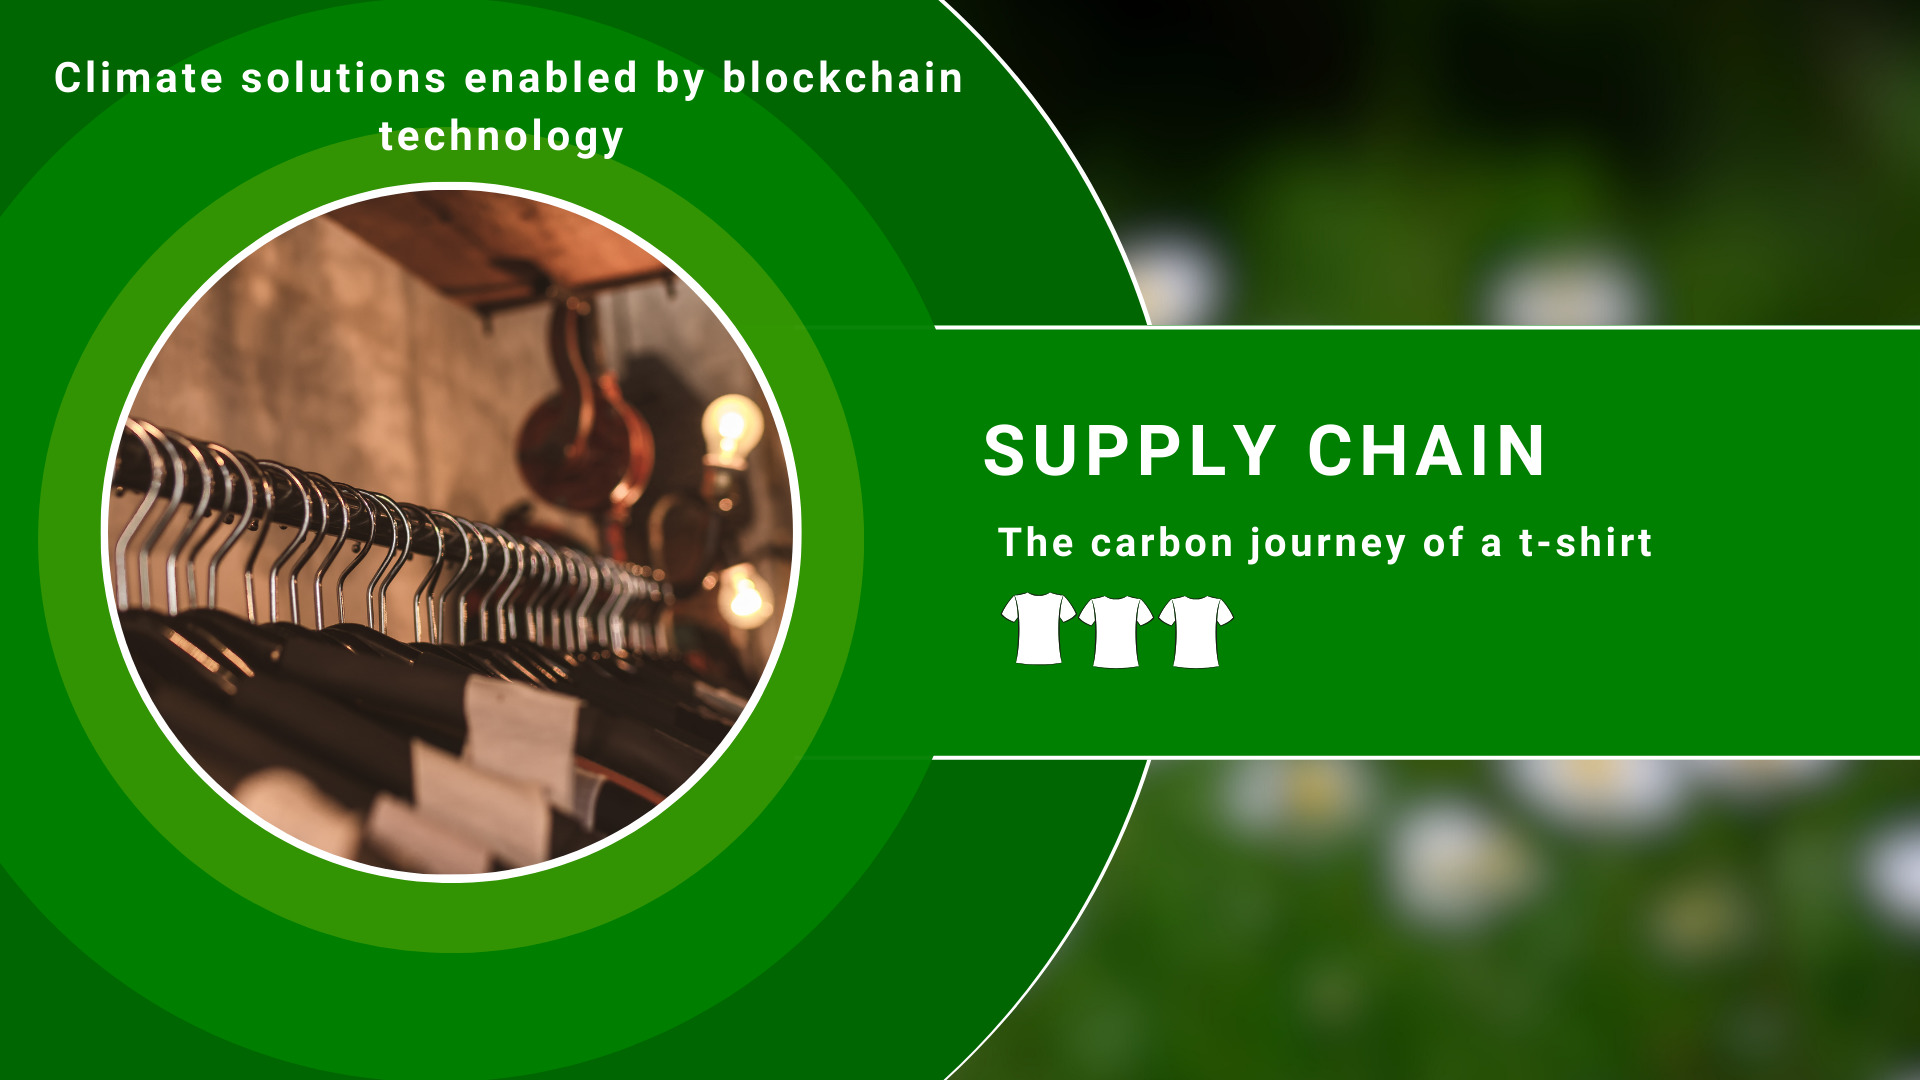 Climate solutions enabled by blockchain
technology
SUPPLY CHAIN
The carbon journey of a t-shirt